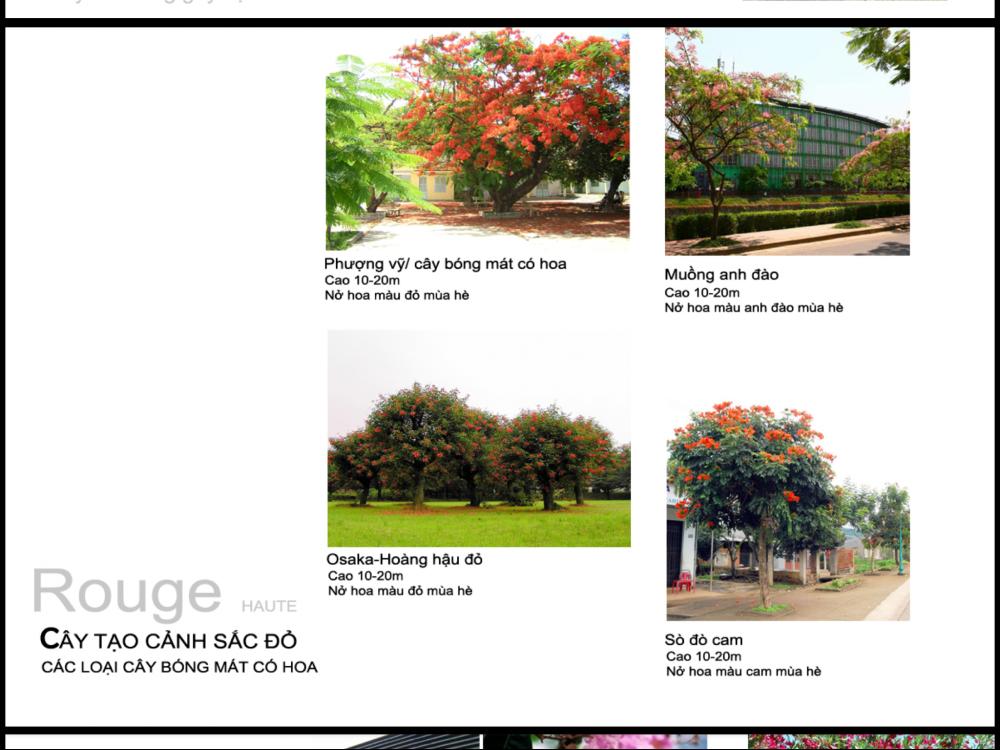 Phượng vỹ/ cây bóng mát có hoa
Cao 10-20m
Nở hoa màu đỏ mùa hè
Muồng anh đào
Cao 10-20m
Nở hoa màu anh đào mùa hè
Osaka-Hoàng hậu đỏ
Cao 10-20m
Nở hoa màu đỏ mùa hè
Sò đò cam
Cao 10-20m
Nở hoa màu cam mùa hè
Rouge HAUTE
CÂY TẠO CẢNH SẮC ĐỎ
CÁC LOẠI CÂY BÓNG MÁT CÓ HOA